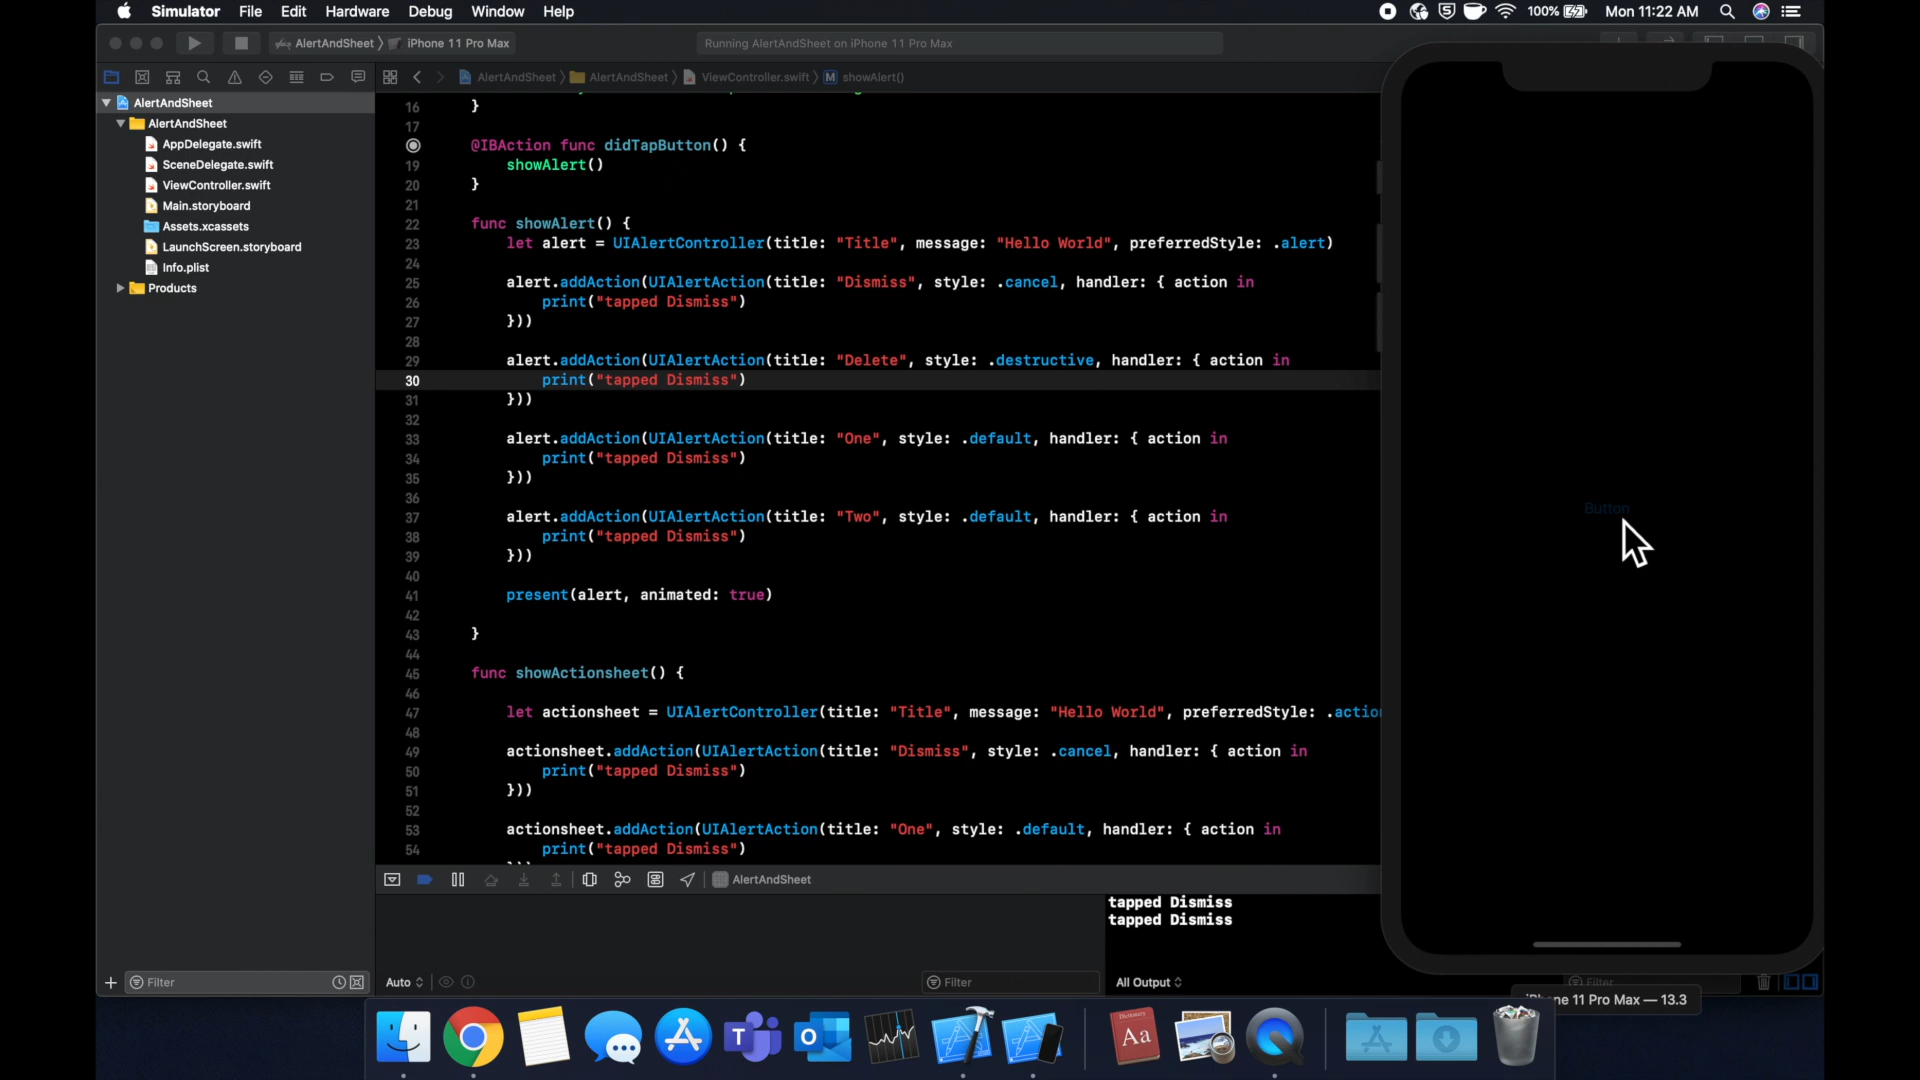 Simulator File Edit Hardware Debug Window Help 100% Mon 11:22 AM
AlertAndSheet iPhone 11 Pro Max Running AlertAndSheet on iPhone 11 Pro Max
AlertAndSheet AlertAndSheet ViewController.swift M showAlert()
AlertAndSheet
AlertAndSheet
AppDelegate.swift
SceneDelegate.swift
ViewController.swift
Main.storyboard
Assets.xcassets
LaunchScreen.storyboard
Info.plist
Products
16 }
17
@IBAction func didTapButton() {
19 showAlert()
20 }
21
22 func showAlert() {
23 let alert = UIAlertController(title: "Title", message: "Hello World", preferredStyle: .alert)
24
25 alert.addAction(UIAlertAction(title: "Dismiss", style: .cancel, handler: { action in
26 print("tapped Dismiss")
27 }))
28
29 alert.addAction(UIAlertAction(title: "Delete", style: .destructive, handler: { action in
30 print("tapped Dismiss")
31 }))
32
33 alert.addAction(UIAlertAction(title: "One", style: .default, handler: { action in
34 print("tapped Dismiss")
35 }))
36
37 alert.addAction(UIAlertAction(title: "Two", style: .default, handler: { action in
38 print("tapped Dismiss")
39 }))
40
41 present(alert, animated: true)
42
43 }
44
45 func showActionsheet() {
46
47 let actionsheet = UIAlertController(title: "Title", message: "Hello World", preferredStyle: .actio
48
49 actionsheet.addAction(UIAlertAction(title: "Dismiss", style: .cancel, handler: { action in
50 print("tapped Dismiss")
51 }))
52
53 actionsheet.addAction(UIAlertAction(title: "One", style: .default, handler: { action in
54 print("tapped Dismiss")
Button
AlertAndSheet
tapped Dismiss
tapped Dismiss
Filter Auto Filter All Output Filter
11 Pro Max — 13.3
Aa